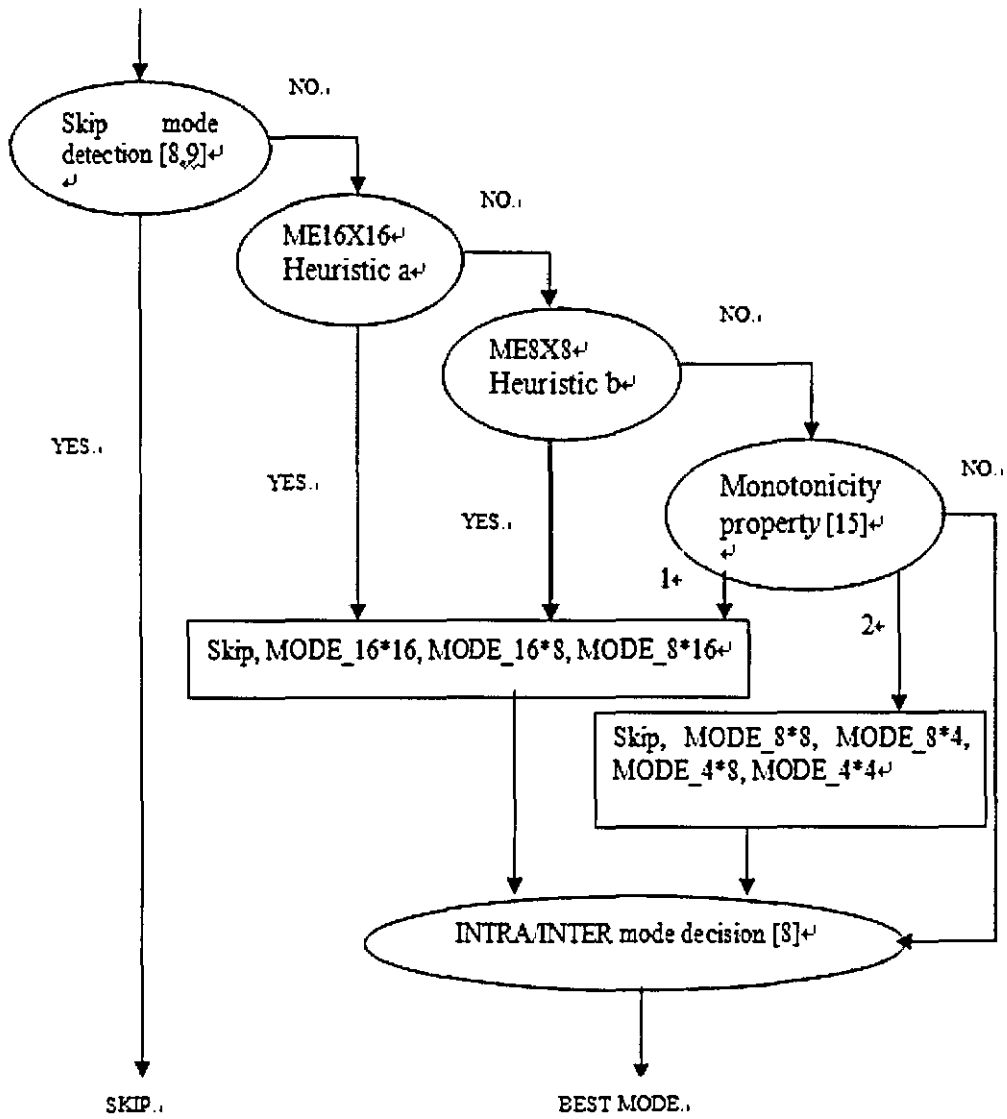 NO
Skip mode
detection [8,9]
NO
ME16X16
Heuristic a
NO
ME8X8
Heuristic b
YES
YES
YES
Monotonicity
property [15]
NO
1
2
Skip, MODE_16*16, MODE_16*8, MODE_8*16
Skip, MODE_8*8, MODE_8*4,
MODE_4*8, MODE_4*4
INTRA/INTER mode decision [8]
SKIP
BEST MODE